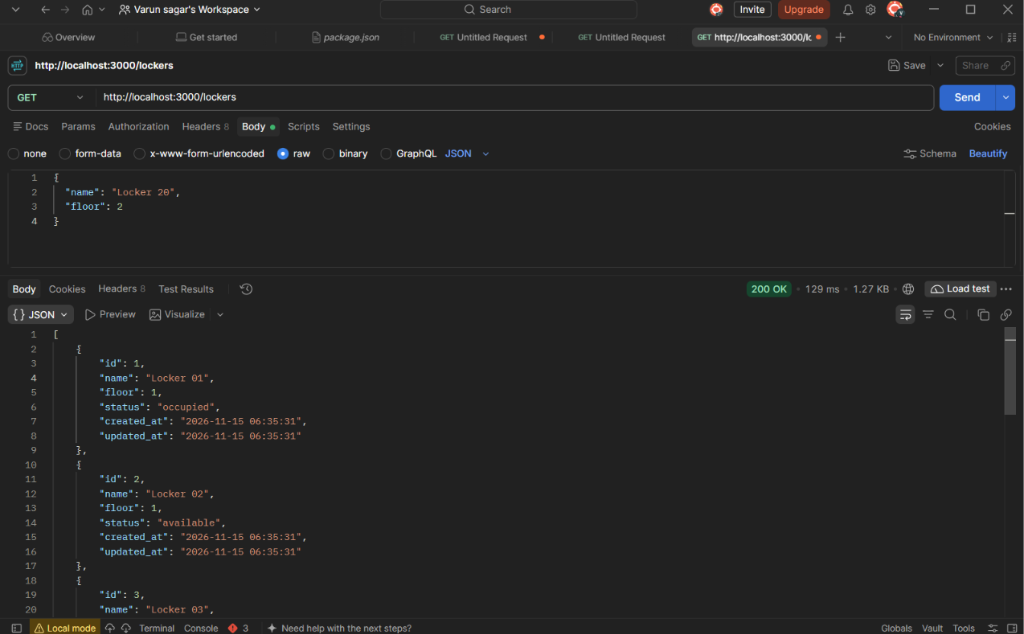 Varun sagar's Workspace Search Invite Upgrade
Overview Get started package.json GET Untitled Request GET Untitled Request GET http://localhost:3000/lc No Environment
http://localhost:3000/lockers Save Share
GET http://localhost:3000/lockers Send
Docs Params Authorization Headers 8 Body Scripts Settings Cookies
none form-data x-www-form-urlencoded raw binary GraphQL JSON Schema Beautify
1 {
2 "name": "Locker 20",
3 "floor": 2
4 }
Body Cookies Headers 8 Test Results 200 OK • 129 ms • 1.27 KB • Load test
{} JSON Preview Visualize
1 [
2 {
3 "id": 1,
4 "name": "Locker 01",
5 "floor": 1,
6 "status": "occupied",
7 "created_at": "2026-11-15 06:35:31",
8 "updated_at": "2026-11-15 06:35:31"
9 },
10 {
11 "id": 2,
12 "name": "Locker 02",
13 "floor": 1,
14 "status": "available",
15 "created_at": "2026-11-15 06:35:31",
16 "updated_at": "2026-11-15 06:35:31"
17 },
18 {
19 "id": 3,
20 "name": "Locker 03",
Local mode Terminal Console 3 Need help with the next steps? Globals Vault Tools